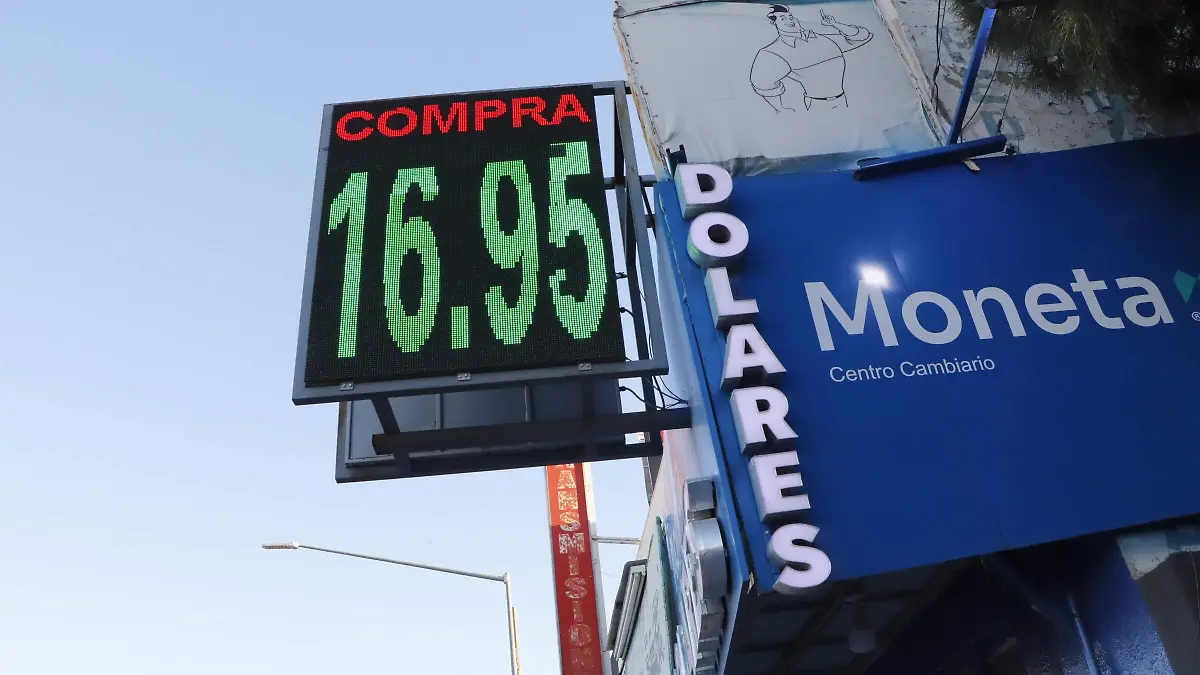 COMPRA
16.95
DOLARES
Moneta
®
Centro Cambiario